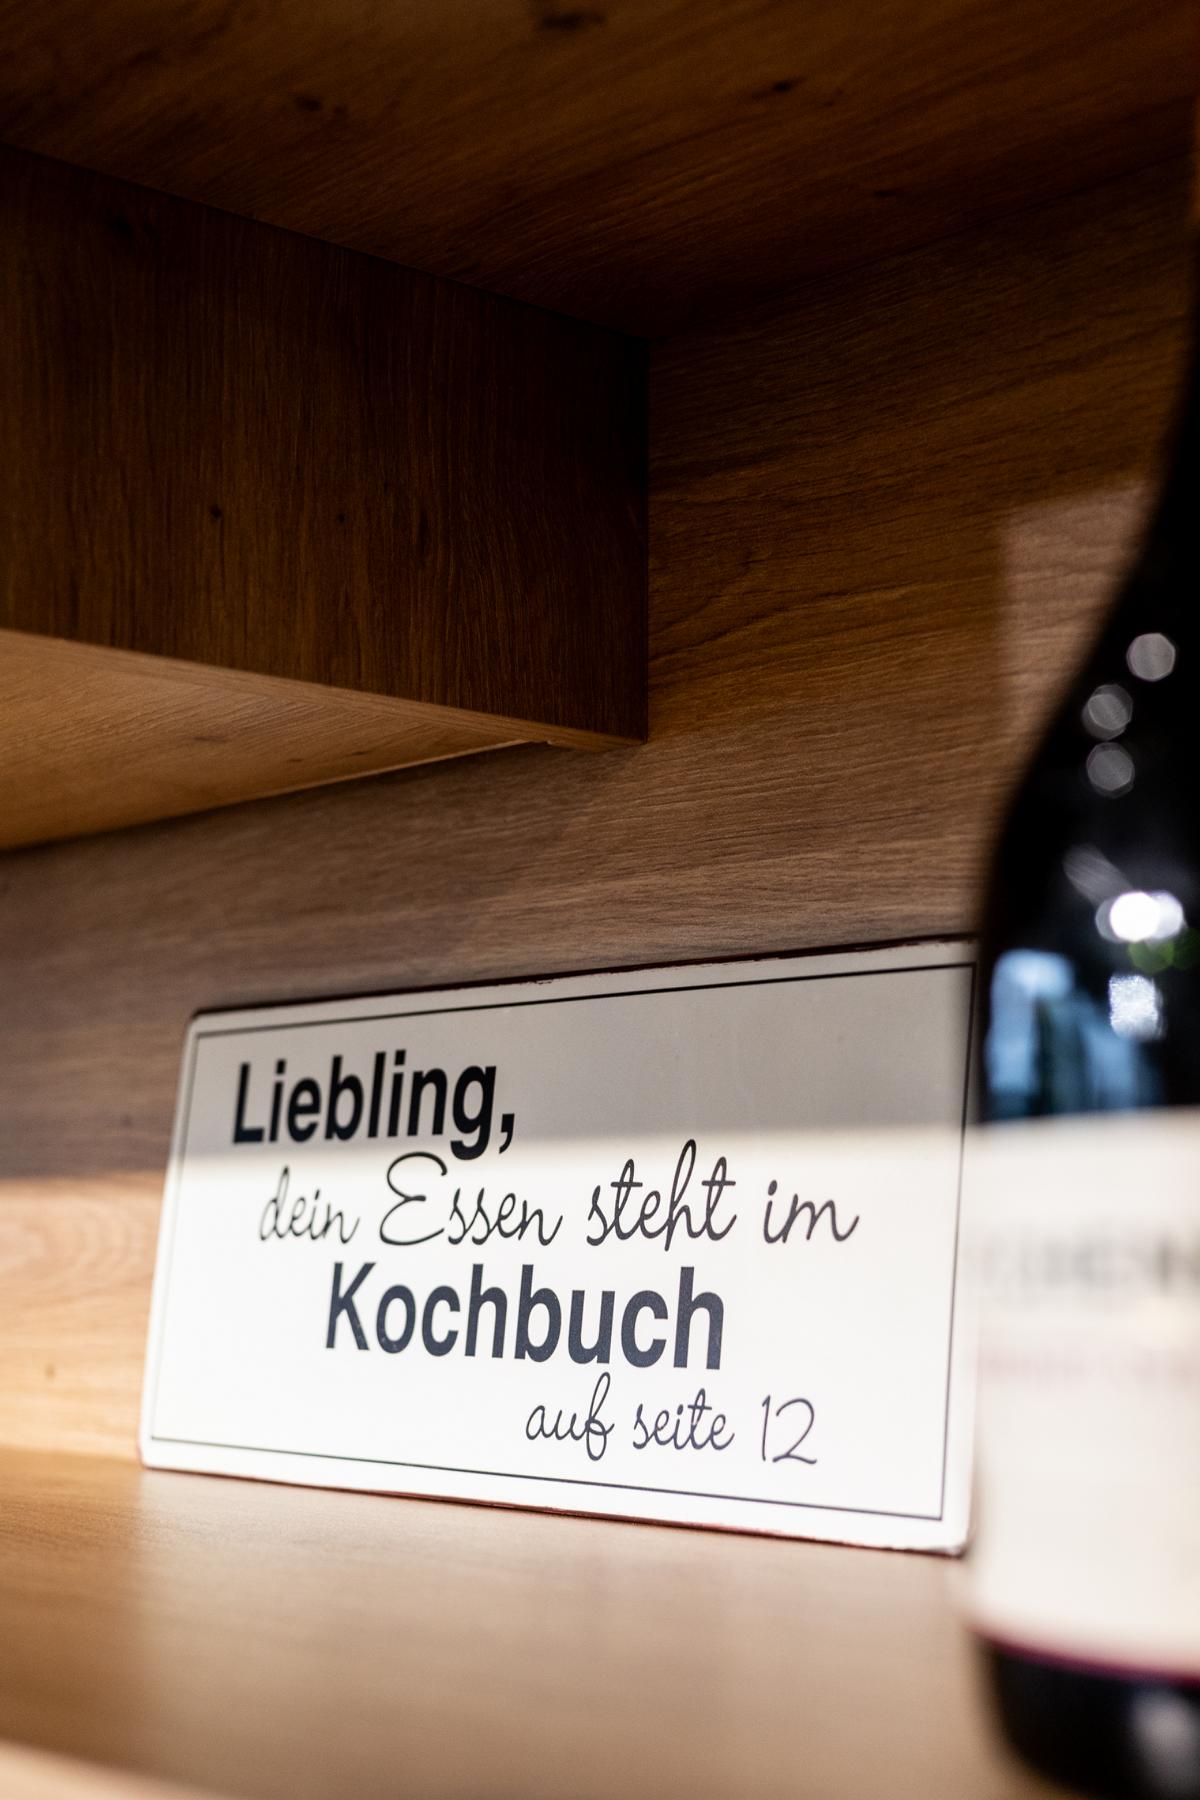 Liebling,
dein Essen steht im
Kochbuch
auf seite 12